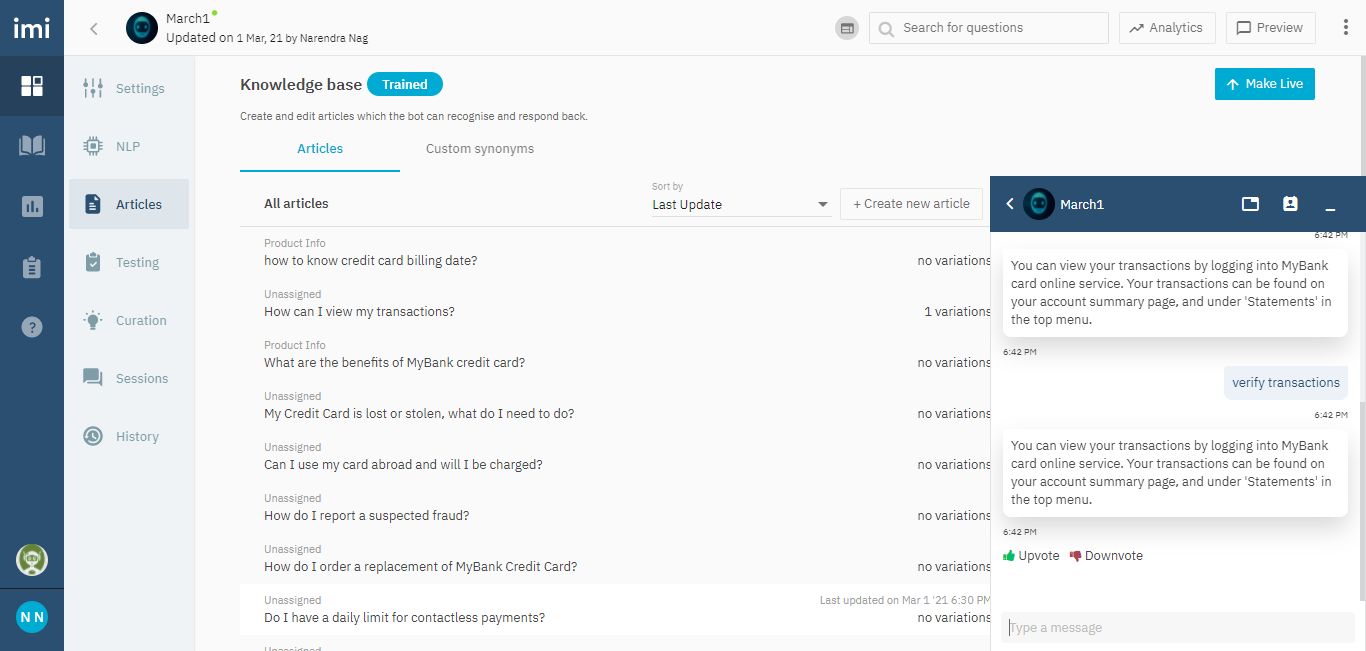 imi
March1
Updated on 1 Mar, 21 by Narendra Nag
Search for questions
Analytics
Preview
Settings
NLP
Articles
Testing
Curation
Sessions
History
N N
Knowledge base
Trained
Make Live
Create and edit articles which the bot can recognise and respond back.
Articles
Custom synonyms
All articles
Sort by
Last Update
+ Create new article
Product Info
how to know credit card billing date?
no variations
Unassigned
How can I view my transactions?
1 variations
Product Info
What are the benefits of MyBank credit card?
no variations
Unassigned
My Credit Card is lost or stolen, what do I need to do?
no variations
Unassigned
Can I use my card abroad and will I be charged?
no variations
Unassigned
How do I report a suspected fraud?
no variations
Unassigned
How do I order a replacement of MyBank Credit Card?
no variations
Unassigned
Last updated on Mar 1 '21 6:30 PM
Do I have a daily limit for contactless payments?
no variations
Unassigned
March1
6:42 PM
You can view your transactions by logging into MyBank
card online service. Your transactions can be found on
your account summary page, and under 'Statements' in
the top menu.
6:42 PM
verify transactions
6:42 PM
You can view your transactions by logging into MyBank
card online service. Your transactions can be found on
your account summary page, and under 'Statements' in
the top menu.
6:42 PM
Upvote
Downvote
Type a message